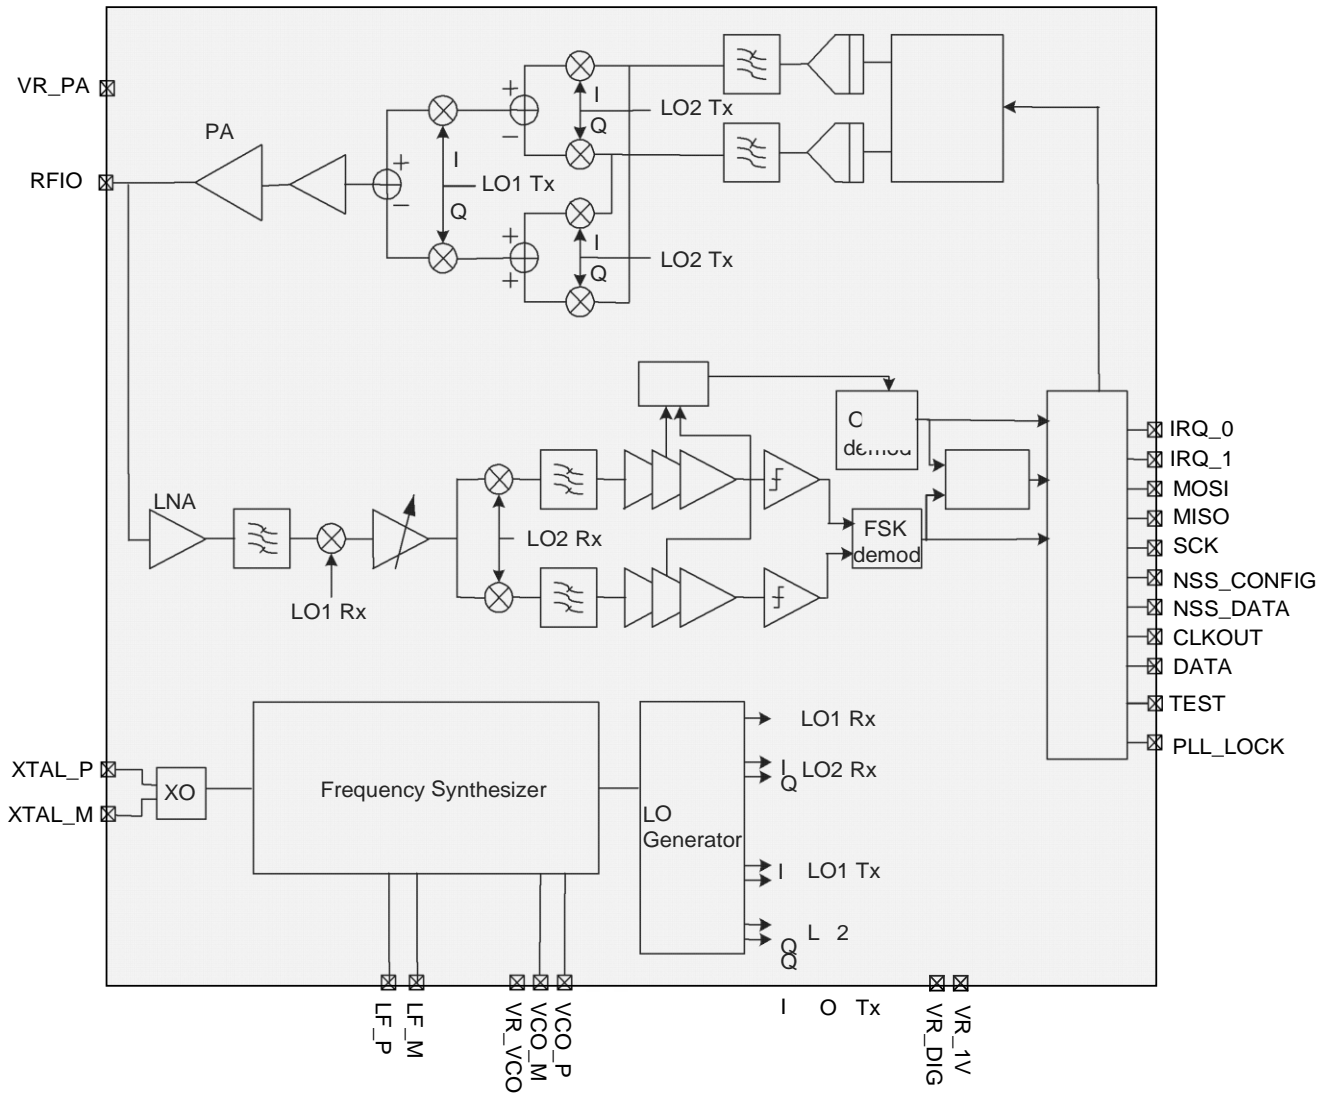 VR_PA
PA
RFIO
+
−
I
Q
LO1 Tx
+
−
I
Q
LO2 Tx
+
+
I
Q
LO2 Tx
LNA
LO1 Rx
LO2 Rx
demod
FSK
demod
IRQ_0
IRQ_1
MOSI
MISO
SCK
NSS_CONFIG
NSS_DATA
CLKOUT
DATA
TEST
PLL_LOCK
XTAL_P
XTAL_M
XO
Frequency Synthesizer
LO
Generator
LO1 Rx
I
Q
LO2 Rx
I
LO1 Tx
Q
Q
L 2
I
O Tx
LF_P
LF_M
VR_VCO
VCO_M
VCO_P
VR_DIG
VR_1V